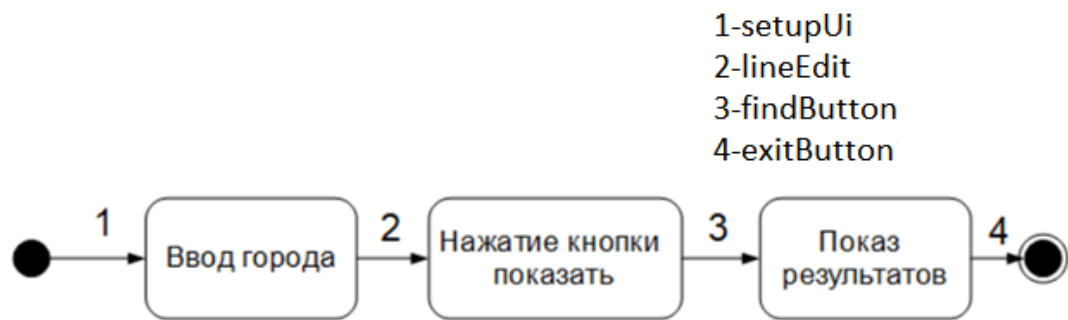 1-setupUi
2-lineEdit
3-findButton
4-exitButton
1
Ввод города
2
Нажатие кнопки
показать
3
Показ
результатов
4